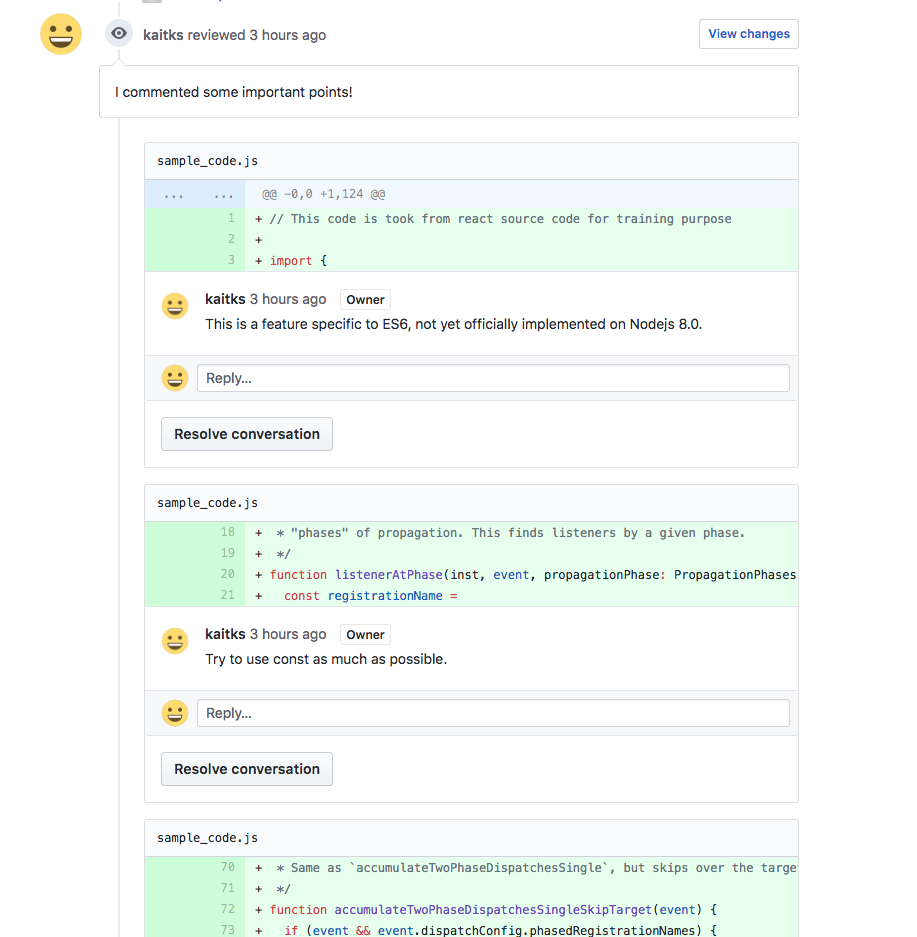 kaitks reviewed 3 hours ago
View changes
I commented some important points!
sample_code.js
... ... @@ -0,0 +1,124 @@
1 + // This code is took from react source code for training purpose
2 +
3 + import {
kaitks 3 hours ago Owner
This is a feature specific to ES6, not yet officially implemented on Nodejs 8.0.
Reply...
Resolve conversation
sample_code.js
18 + * "phases" of propagation. This finds listeners by a given phase.
19 + */
20 + function listenerAtPhase(inst, event, propagationPhase: PropagationPhases
21 + const registrationName =
kaitks 3 hours ago Owner
Try to use const as much as possible.
Reply...
Resolve conversation
sample_code.js
70 + * Same as `accumulateTwoPhaseDispatchesSingle`, but skips over the targe
71 + */
72 + function accumulateTwoPhaseDispatchesSingleSkipTarget(event) {
73 + if (event && event.dispatchConfig.phasedRegistrationNames) {